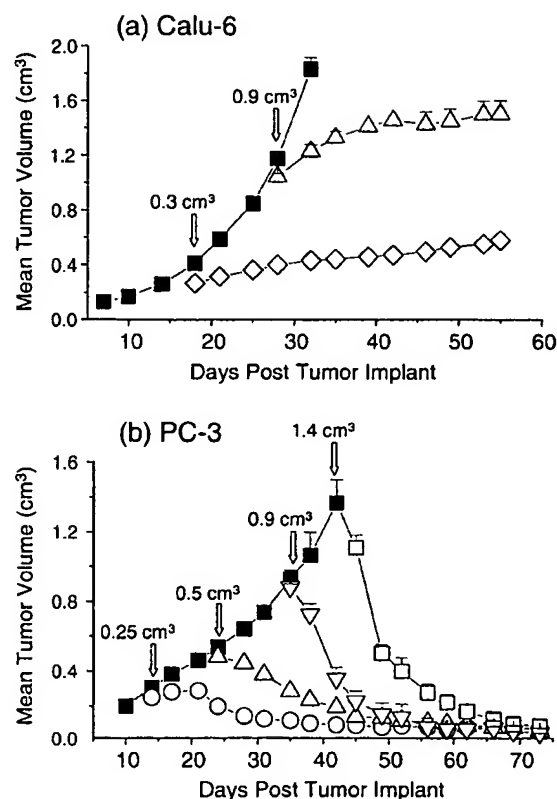 (a) Calu-6
Mean Tumor Volume (cm³)
2.0
1.6
1.2
0.8
0.4
0.0
0.9 cm³
0.3 cm³
10 20 30 40 50 60
Days Post Tumor Implant
(b) PC-3
Mean Tumor Volume (cm³)
1.6
1.2
0.8
0.4
0.0
1.4 cm³
0.9 cm³
0.5 cm³
0.25 cm³
10 20 30 40 50 60 70
Days Post Tumor Implant